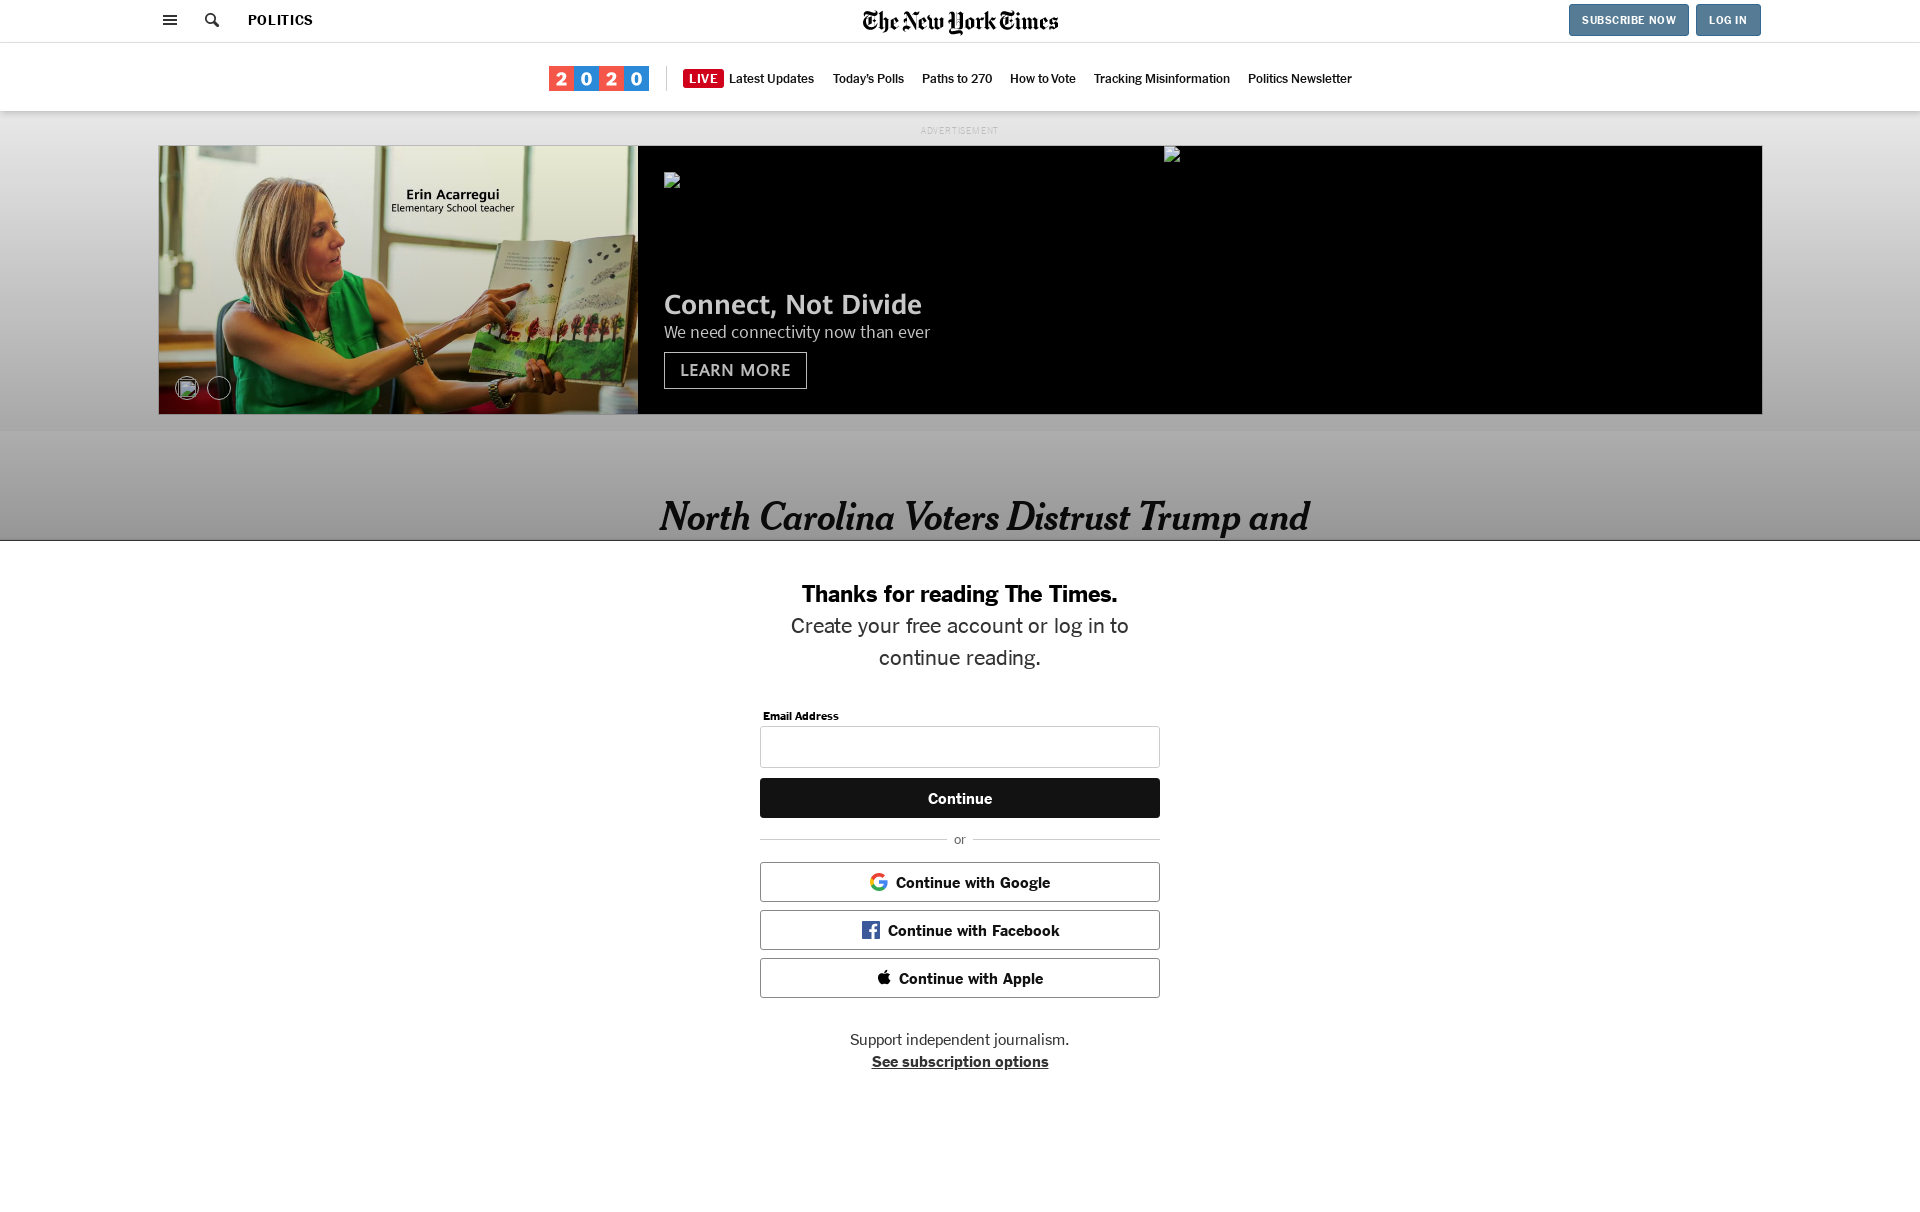 POLITICS
The New York Times
SUBSCRIBE NOW
LOG IN
2020
LIVE Latest Updates
Today's Polls
Paths to 270
How to Vote
Tracking Misinformation
Politics Newsletter
ADVERTISEMENT
Erin Acarregui
Elementary School teacher
Connect, Not Divide
We need connectivity now than ever
LEARN MORE
North Carolina Voters Distrust Trump and
Thanks for reading The Times.
Create your free account or log in to
continue reading.
Email Address
Continue
or
Continue with Google
Continue with Facebook
Continue with Apple
Support independent journalism.
See subscription options